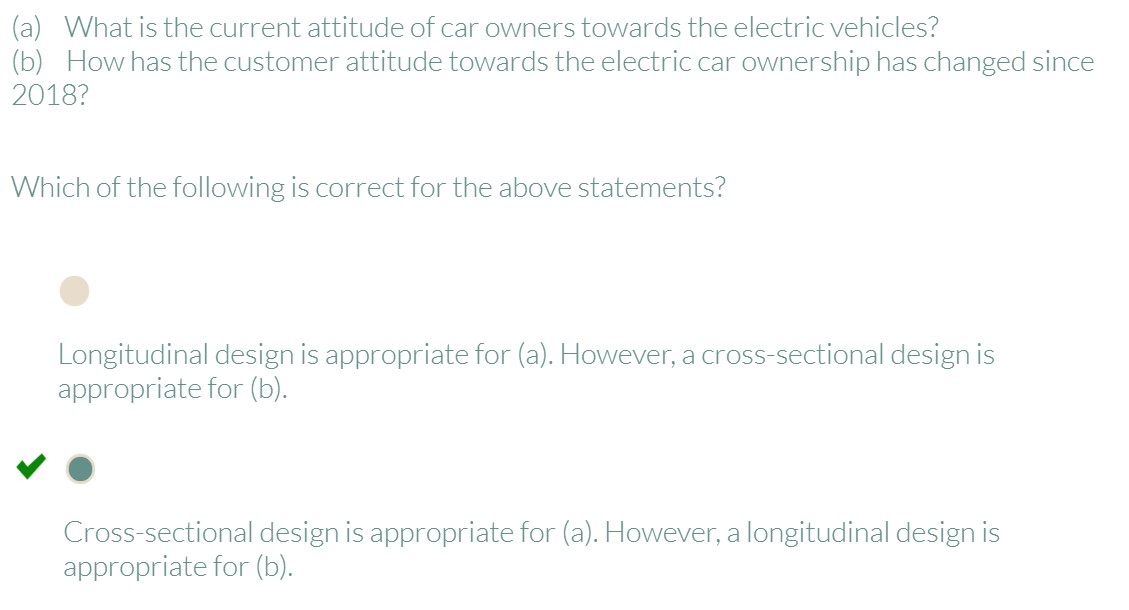 (a) What is the current attitude of car owners towards the electric vehicles?
(b) How has the customer attitude towards the electric car ownership has changed since
2018?
Which of the following is correct for the above statements?
Longitudinal design is appropriate for (a). However, a cross-sectional design is
appropriate for (b).
Cross-sectional design is appropriate for (a). However, a longitudinal design is
appropriate for (b).